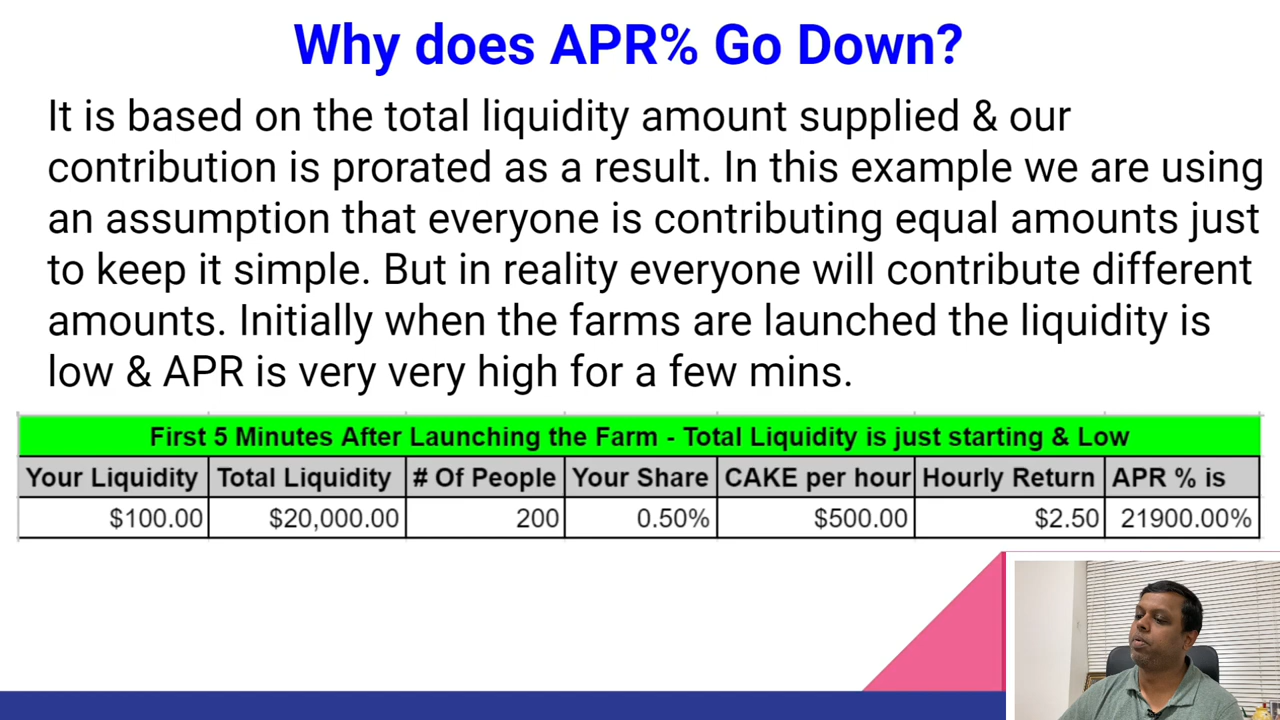 Why does APR% Go Down?
It is based on the total liquidity amount supplied & our
contribution is prorated as a result. In this example we are using
an assumption that everyone is contributing equal amounts just
to keep it simple. But in reality everyone will contribute different
amounts. Initially when the farms are launched the liquidity is
low & APR is very very high for a few mins.
First 5 Minutes After Launching the Farm - Total Liquidity is just starting & Low
Your Liquidity Total Liquidity # Of People Your Share CAKE per hour Hourly Return APR % is
$100.00 $20,000.00 200 0.50% $500.00 $2.50 21900.00%